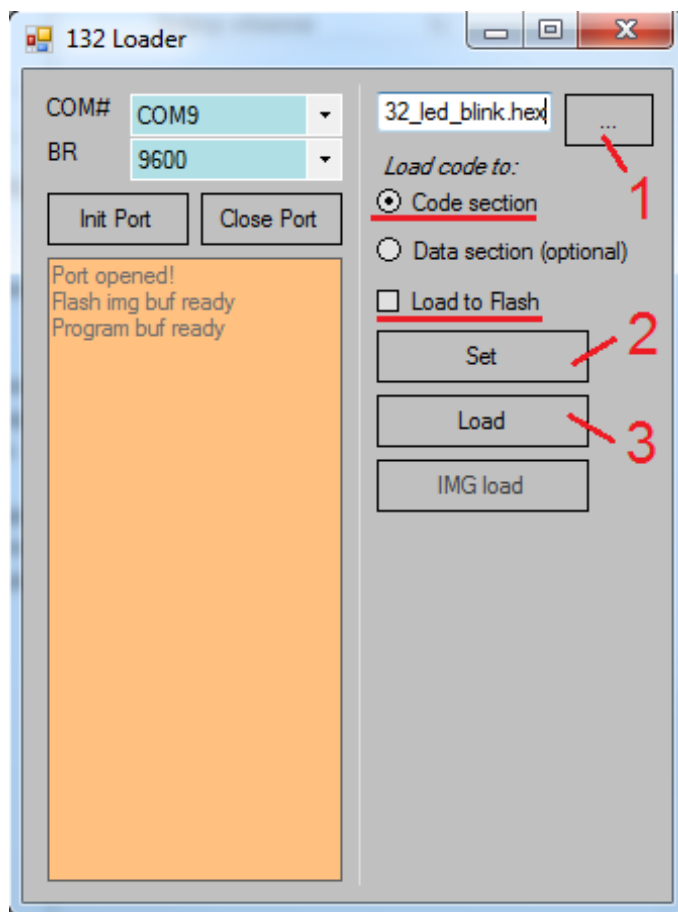 132 Loader
COM#
COM9
BR
9600
Init Port
Close Port
Port opened!
Flash img buf ready
Program buf ready
32_led_blink.hex
...
1
Load code to:
Code section
Data section (optional)
Load to Flash
Set
2
Load
3
IMG load